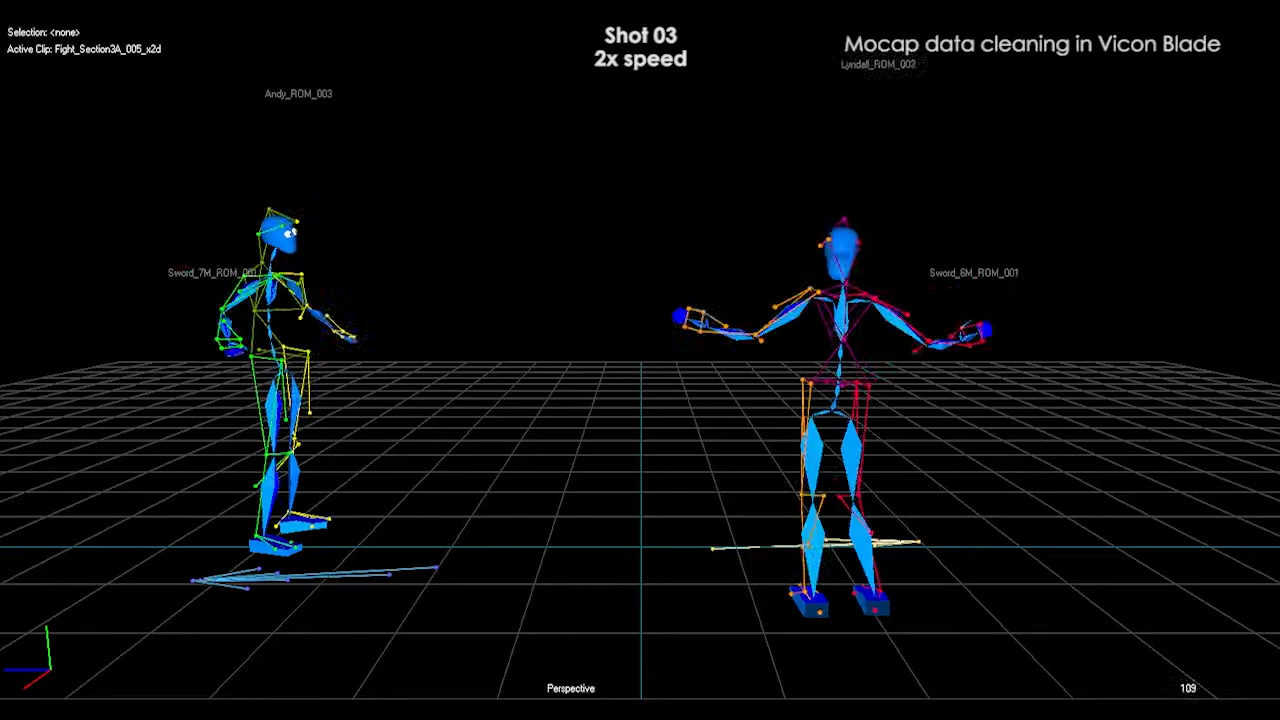 Selection: <none>
Active Clip: Fight_Section3A_005_x2d
Shot 03
2x speed
Mocap data cleaning in Vicon Blade
Lyndall_ROM_002
Andy_ROM_003
Sword_7M_ROM_001
Sword_6M_ROM_001
Perspective
109